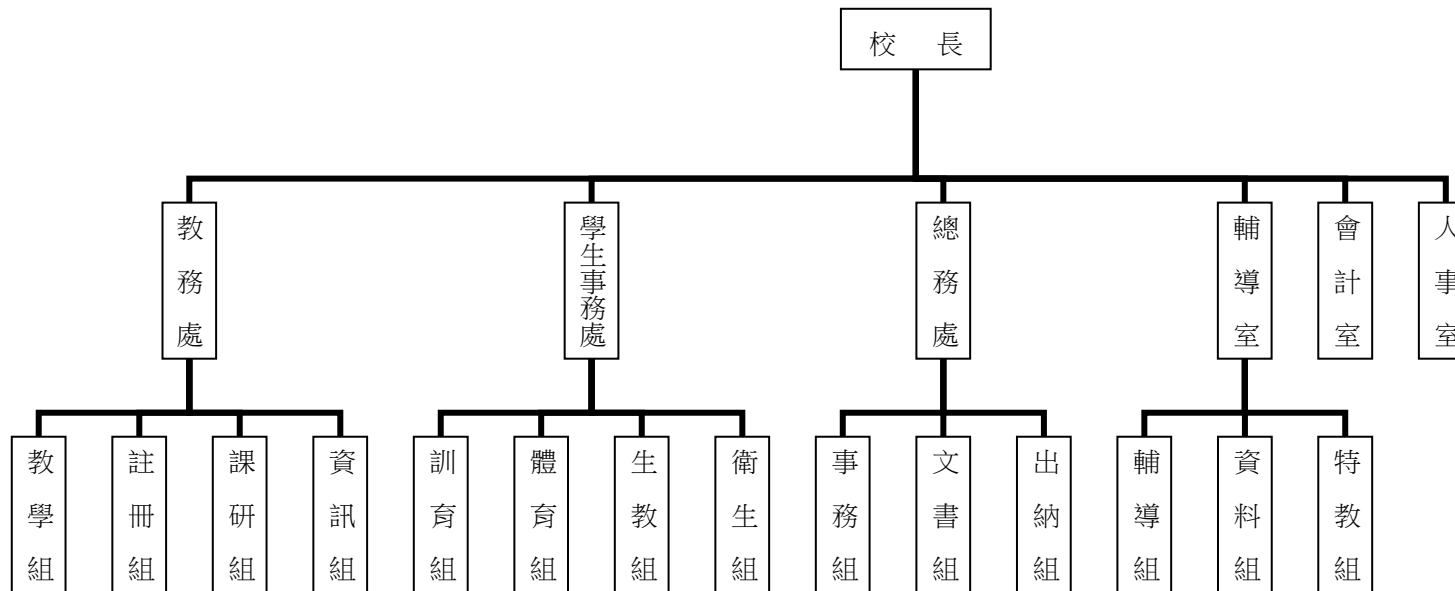 校　長
教務處
學生事務處
總務處
輔導室
會計室
人事室
教學組
註冊組
課研組
資訊組
訓育組
體育組
生教組
衛生組
事務組
文書組
出納組
輔導組
資料組
特教組